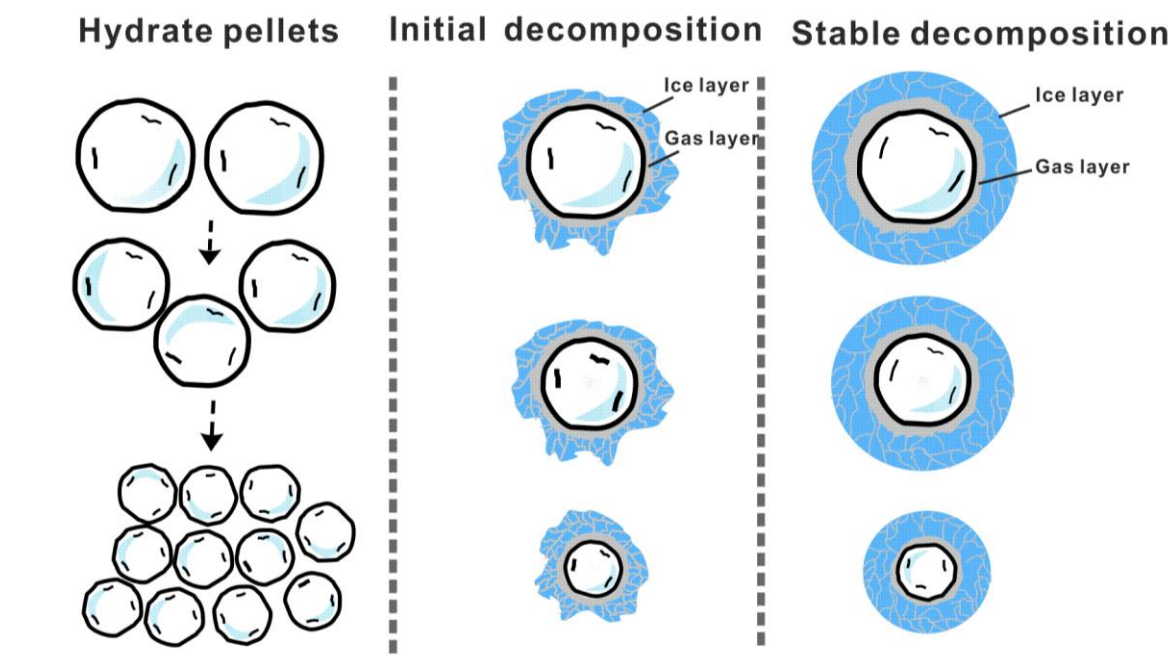 Hydrate pellets
Initial decomposition
Stable decomposition
Ice layer
Gas layer
Ice layer
Gas layer